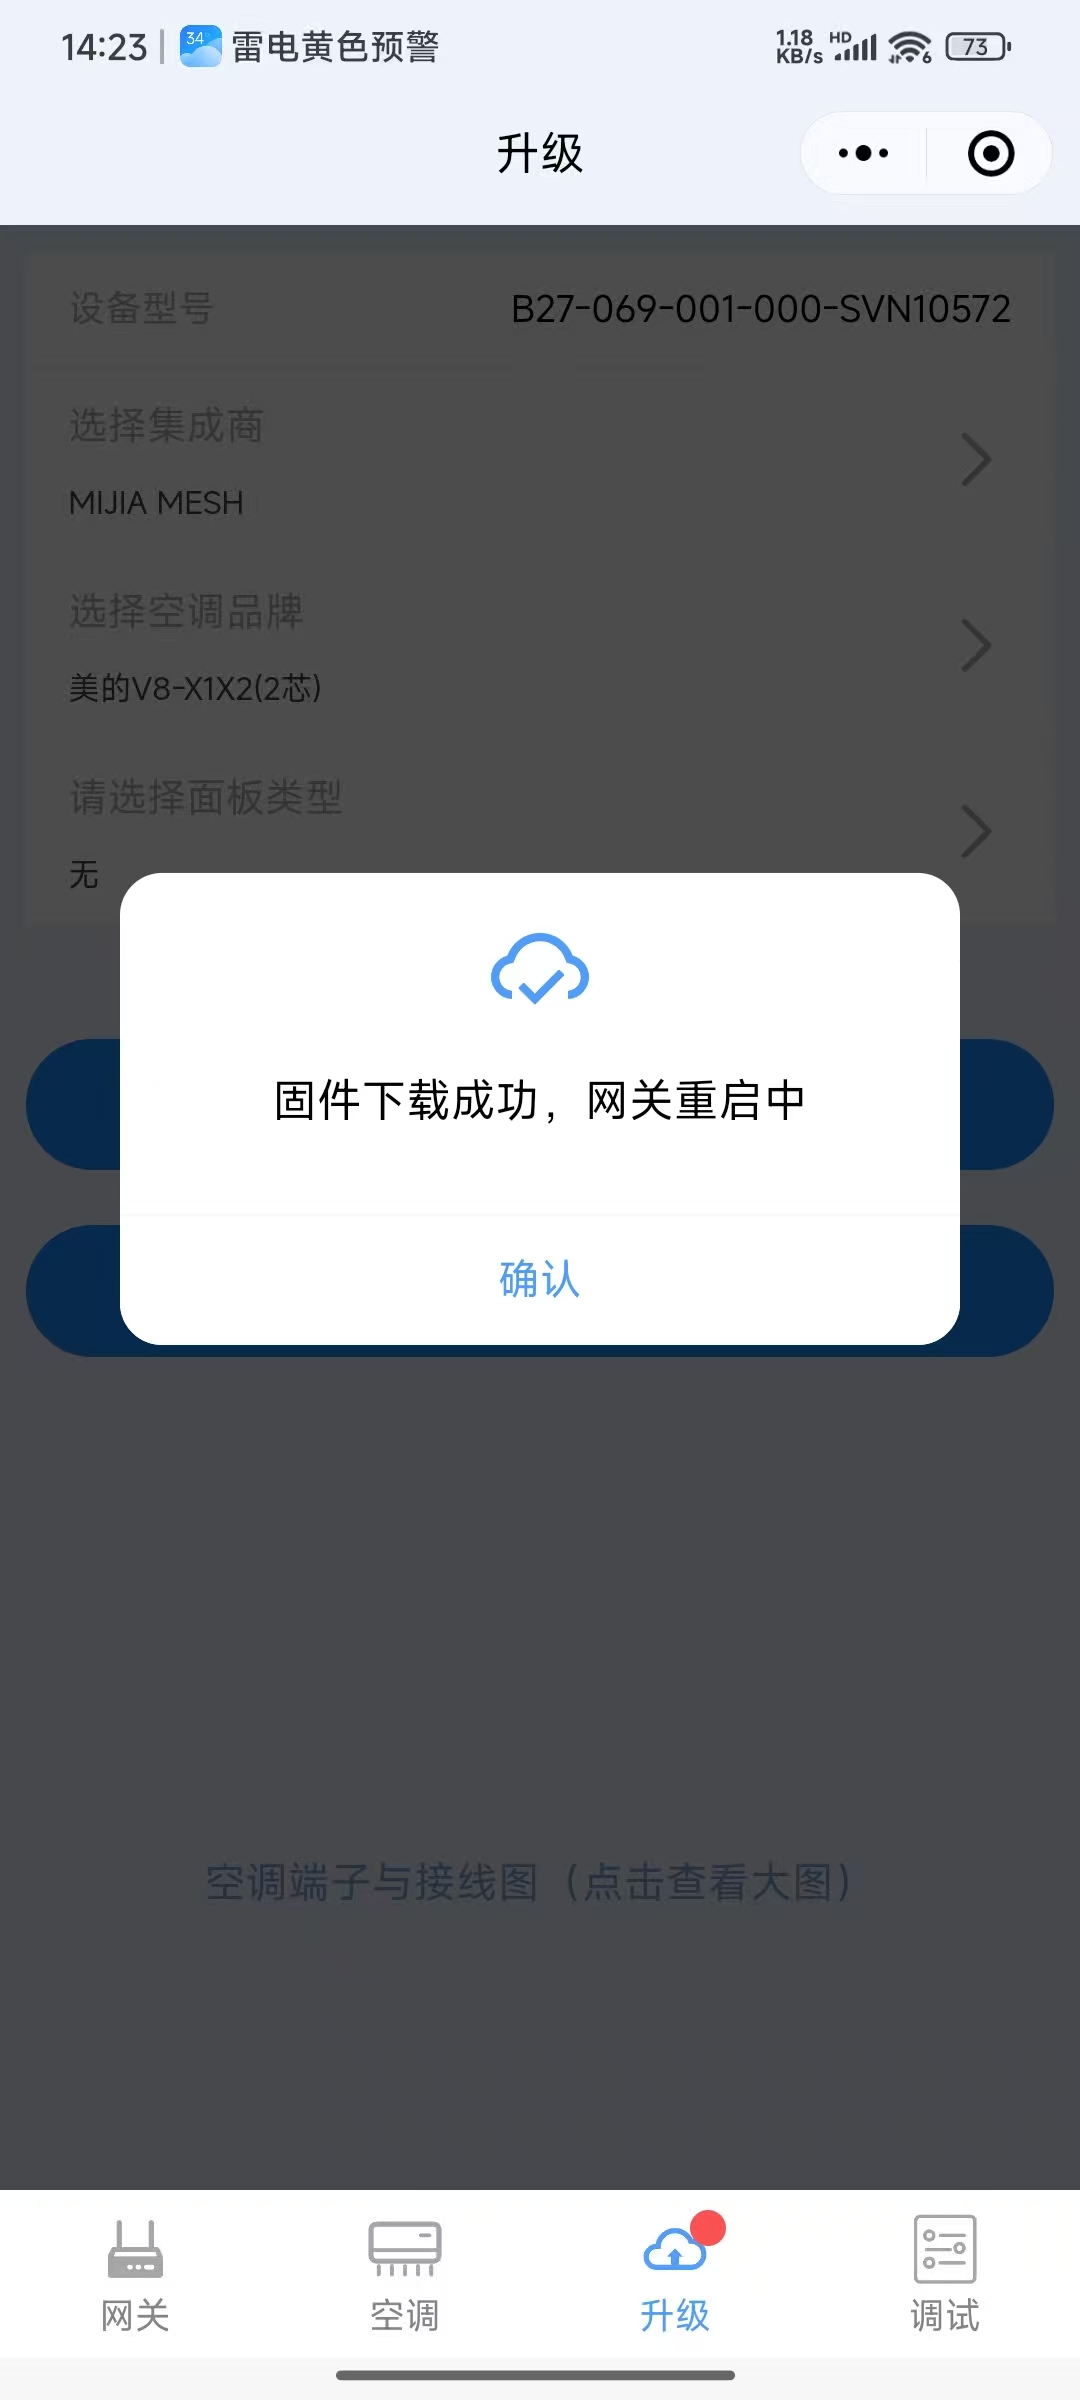 14:23 34° 雷电黄色预警 1.18 KB/s HD 6 73
升级
设备型号 B27-069-001-000-SVN10572
选择集成商
MIJIA MESH
选择空调品牌
美的V8-X1X2(2芯)
请选择面板类型
无
固件下载成功，网关重启中
确认
空调端子与接线图（点击查看大图）
网关 空调 升级 调试